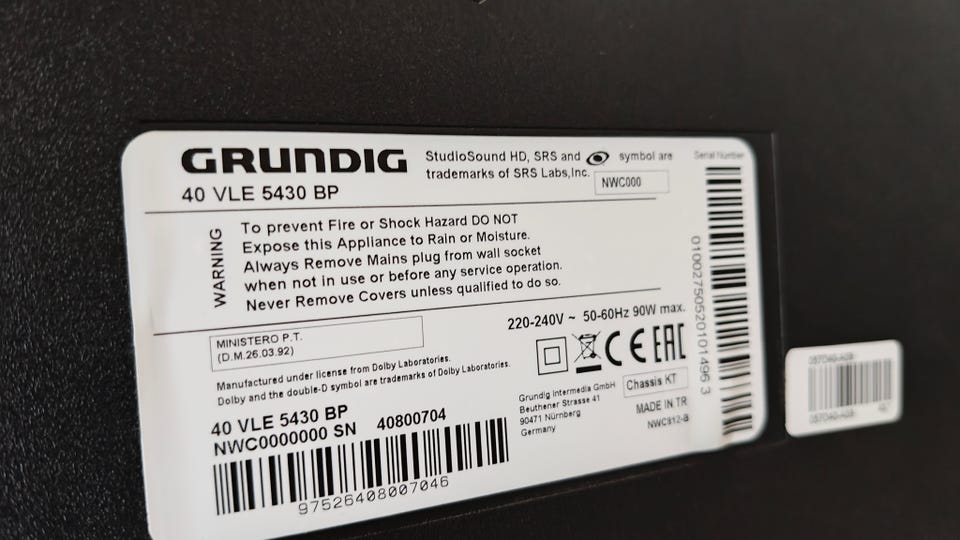 GRUNDIG
40 VLE 5430 BP
StudioSound HD, SRS and symbol are
trademarks of SRS Labs,Inc.
NWC000
Serial Number
WARNING
To prevent Fire or Shock Hazard DO NOT
Expose this Appliance to Rain or Moisture.
Always Remove Mains plug from wall socket
when not in use or before any service operation.
Never Remove Covers unless qualified to do so.
MINISTERO P.T.
(D.M.26.03.92)
220-240V ~ 50-60Hz 90W max.
CE EAC
Manufactured under license from Dolby Laboratories.
Dolby and the double-D symbol are trademarks of Dolby Laboratories.
Grundig Intermedia GmbH
Beuthener Strasse 41
90471 Nürnberg
Germany
Chassis KT
MADE IN TR
NWC812-B
40 VLE 5430 BP
NWC0000000 SN 40800704
97526408007046